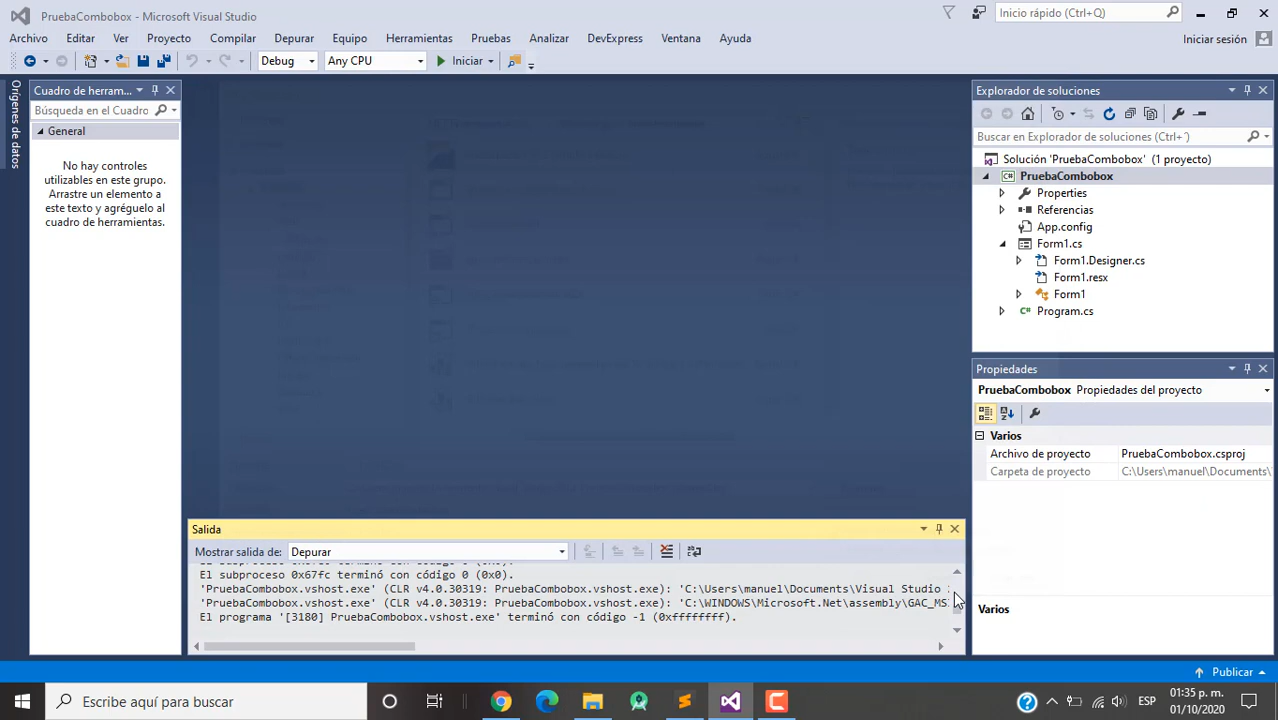 PruebaCombobox - Microsoft Visual Studio
Inicio rápido (Ctrl+Q)
Archivo Editar Ver Proyecto Compilar Depurar Equipo Herramientas Pruebas Analizar DevExpress Ventana Ayuda
Iniciar sesión
Debug Any CPU Iniciar
Orígenes de datos
Cuadro de herram...
Búsqueda en el Cuadro
General
No hay controles
utilizables en este grupo.
Arrastre un elemento a
este texto y agréguelo al
cuadro de herramientas.
Explorador de soluciones
Buscar en Explorador de soluciones (Ctrl+´)
Solución 'PruebaCombobox' (1 proyecto)
C# PruebaCombobox
Properties
Referencias
App.config
Form1.cs
Form1.Designer.cs
Form1.resx
Form1
C# Program.cs
Propiedades
PruebaCombobox Propiedades del proyecto
Varios
Archivo de proyecto PruebaCombobox.csproj
Carpeta de proyecto C:\Users\manuel\Documents\
Varios
Salida
Mostrar salida de: Depurar
El subproceso 0x67fc terminó con código 0 (0x0).
'PruebaCombobox.vshost.exe' (CLR v4.0.30319: PruebaCombobox.vshost.exe): 'C:\Users\manuel\Documents\Visual Studio
'PruebaCombobox.vshost.exe' (CLR v4.0.30319: PruebaCombobox.vshost.exe): 'C:\WINDOWS\Microsoft.Net\assembly\GAC_MS
El programa '[3180] PruebaCombobox.vshost.exe' terminó con código -1 (0xffffffff).
Publicar
Escribe aquí para buscar
ESP
01:35 p. m.
01/10/2020